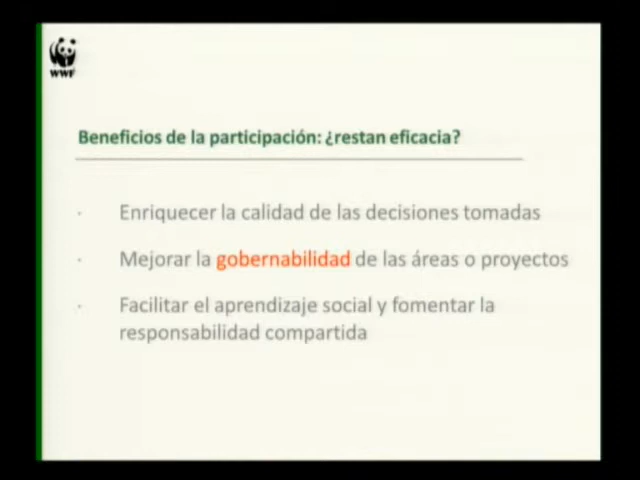 WWF
Beneficios de la participación: ¿restan eficacia?
· Enriquecer la calidad de las decisiones tomadas
· Mejorar la gobernabilidad de las áreas o proyectos
· Facilitar el aprendizaje social y fomentar la
responsabilidad compartida